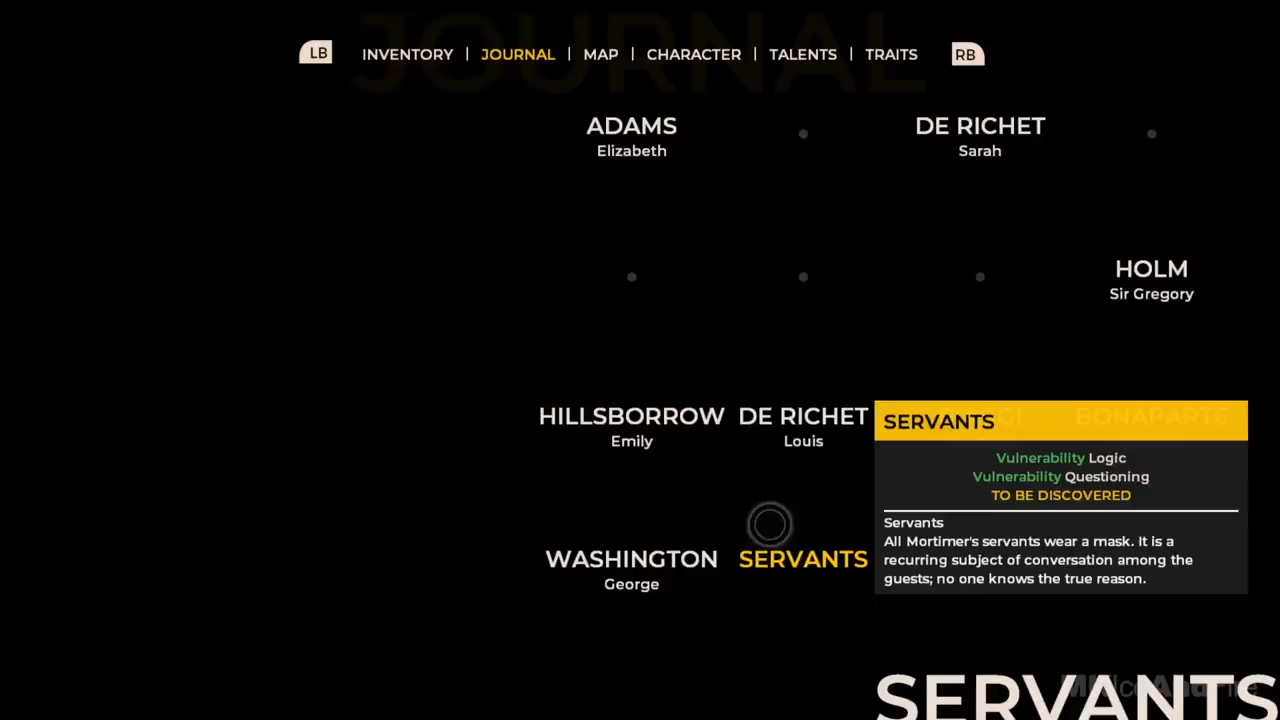 JOURNAL
LB INVENTORY | JOURNAL | MAP | CHARACTER | TALENTS | TRAITS RB
ADAMS
Elizabeth
DE RICHET
Sarah
HOLM
Sir Gregory
HILLSBORROW
Emily
DE RICHET
Louis
BONAPARTE
WASHINGTON
George
SERVANTS
SERVANTS
Vulnerability Logic
Vulnerability Questioning
TO BE DISCOVERED
Servants
All Mortimer's servants wear a mask. It is a
recurring subject of conversation among the
guests; no one knows the true reason.
SERVANTS